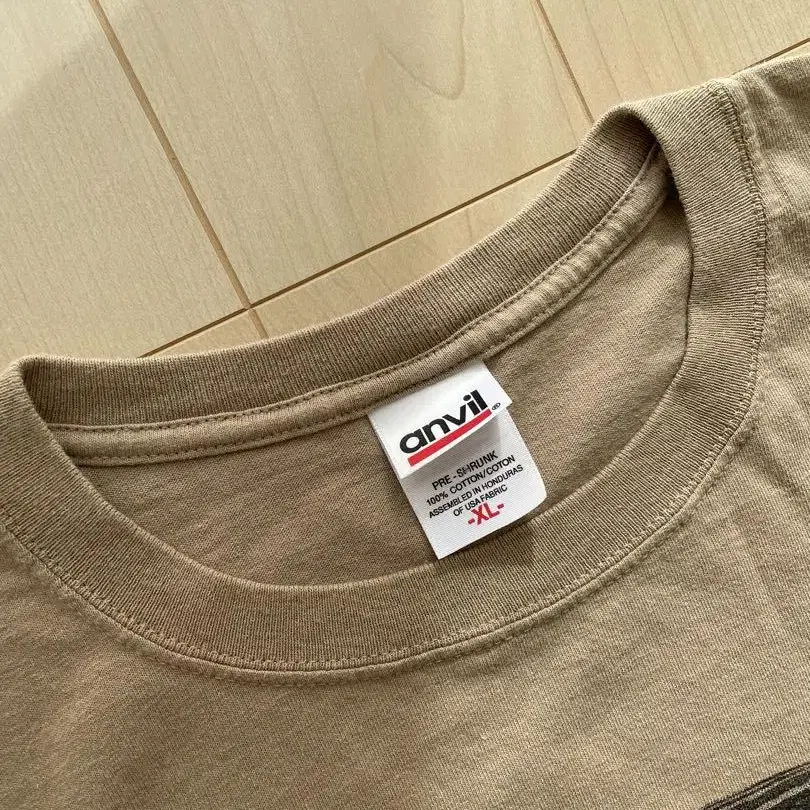 anvil®
PRE-SHRUNK
100% COTTON/COTON
ASSEMBLED IN HONDURAS
OF USA FABRIC
-XL-